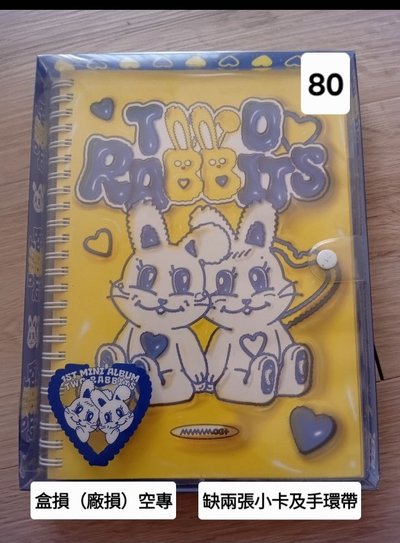 80
TWO
RABBITS
1ST MINI ALBUM
TWO RABBITS
MAMAMOO+
盒損（廠損）空專
缺兩張小卡及手環帶